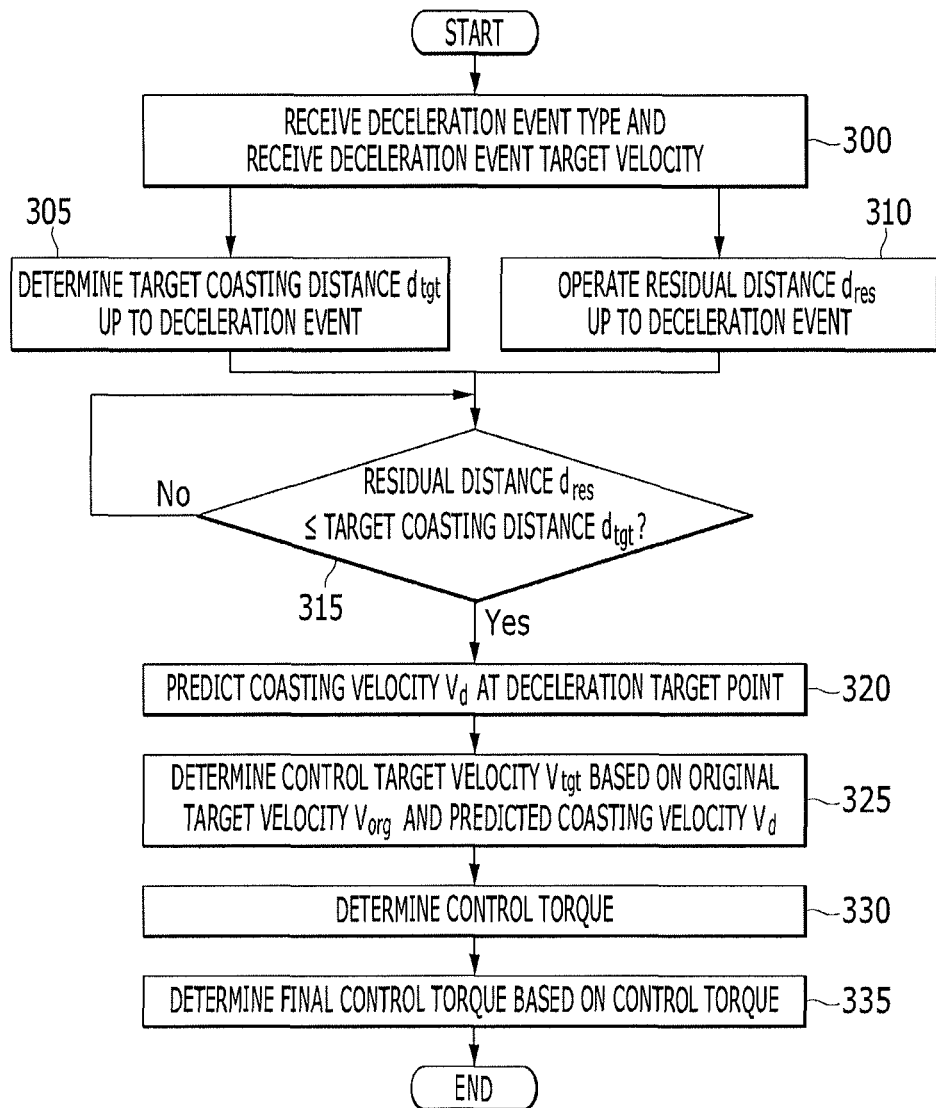 START
RECEIVE DECELERATION EVENT TYPE AND
RECEIVE DECELERATION EVENT TARGET VELOCITY
300
305
310
DETERMINE TARGET COASTING DISTANCE dtgt
UP TO DECELERATION EVENT
OPERATE RESIDUAL DISTANCE dres
UP TO DECELERATION EVENT
No
RESIDUAL DISTANCE dres
≤ TARGET COASTING DISTANCE dtgt?
315
Yes
PREDICT COASTING VELOCITY Vd AT DECELERATION TARGET POINT
320
DETERMINE CONTROL TARGET VELOCITY Vtgt BASED ON ORIGINAL
TARGET VELOCITY Vorg AND PREDICTED COASTING VELOCITY Vd
325
DETERMINE CONTROL TORQUE
330
DETERMINE FINAL CONTROL TORQUE BASED ON CONTROL TORQUE
335
END